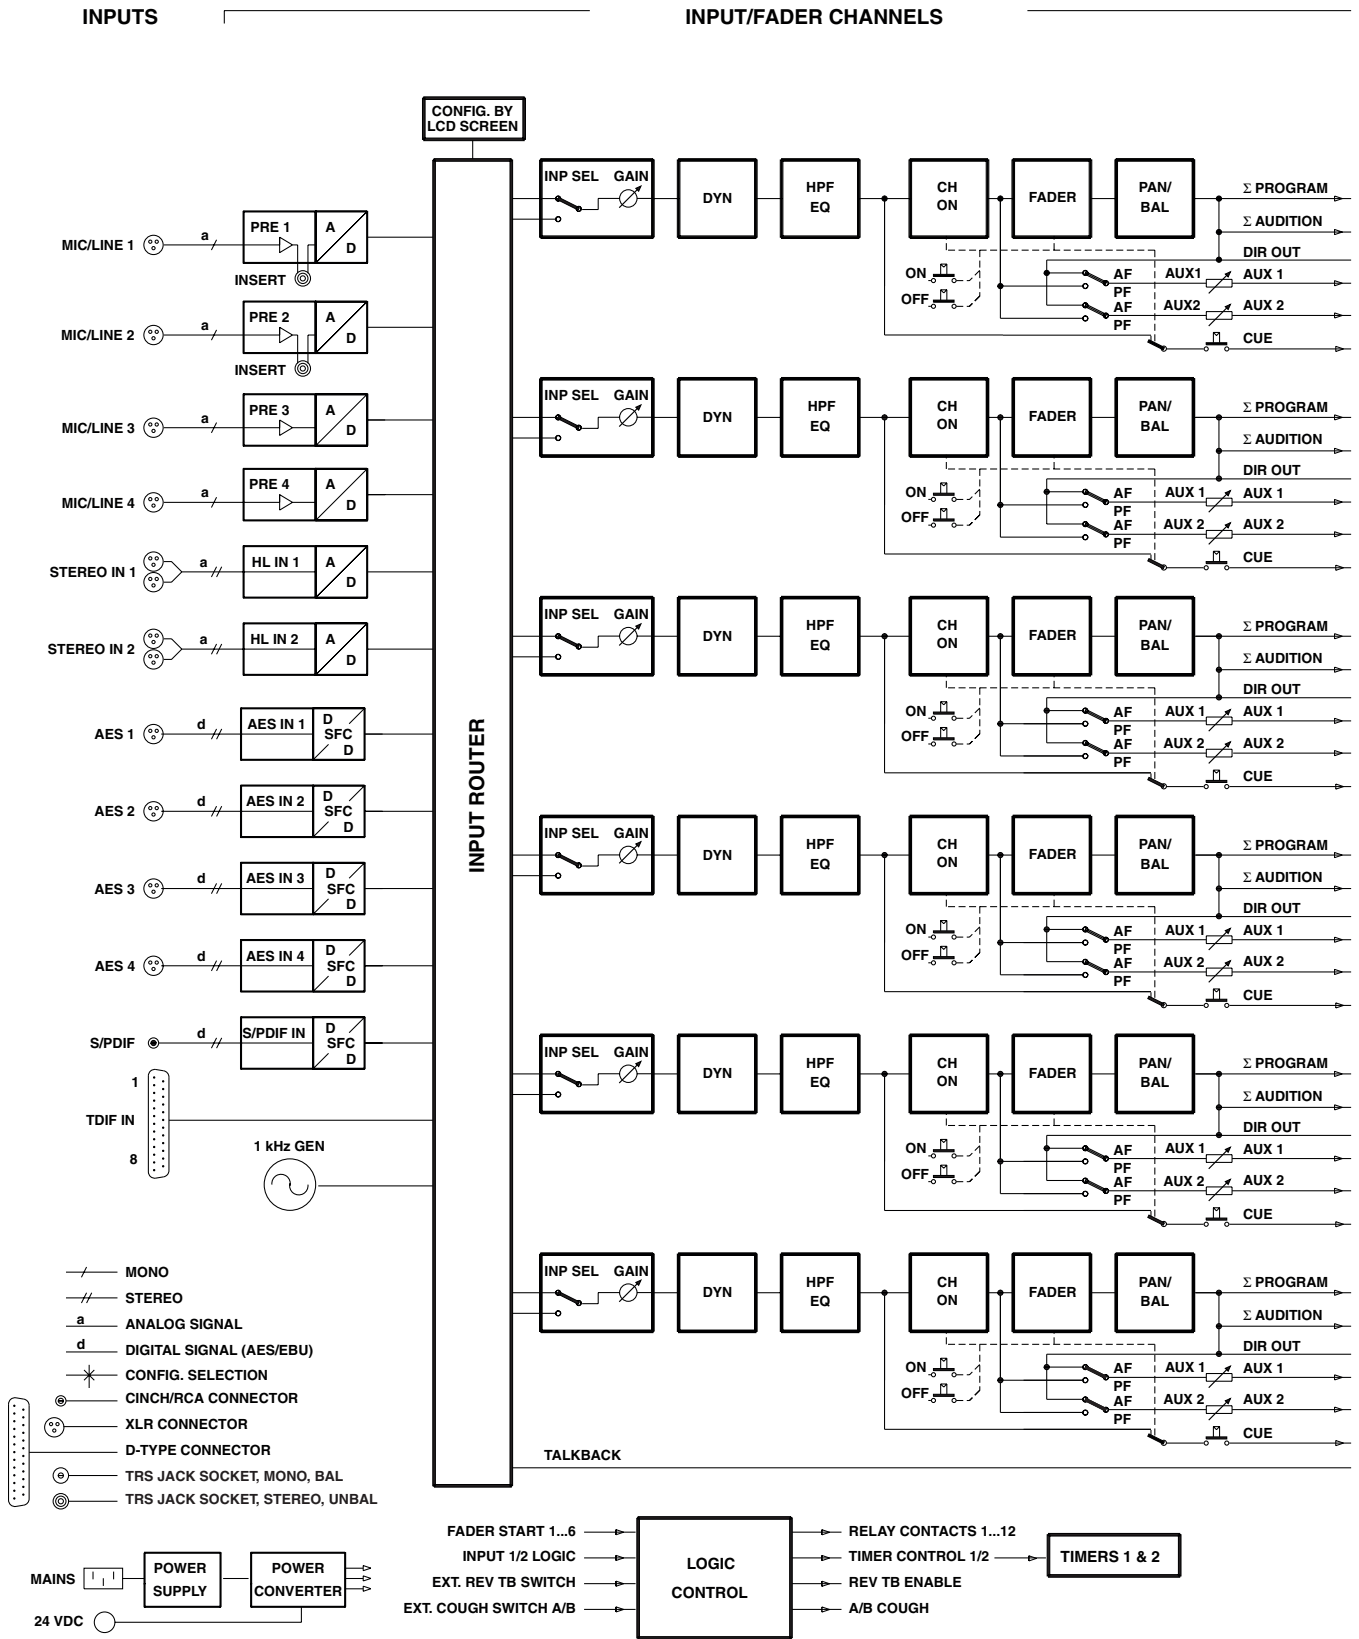 INPUTS
INPUT/FADER CHANNELS
CONFIG. BY
LCD SCREEN
MIC/LINE 1
a
PRE 1
A
D
INSERT
MIC/LINE 2
a
PRE 2
A
D
INSERT
MIC/LINE 3
a
PRE 3
A
D
MIC/LINE 4
a
PRE 4
A
D
STEREO IN 1
a
HL IN 1
A
D
STEREO IN 2
a
HL IN 2
A
D
AES 1
d
AES IN 1
D
SFC
D
AES 2
d
AES IN 2
D
SFC
D
AES 3
d
AES IN 3
D
SFC
D
AES 4
d
AES IN 4
D
SFC
D
S/PDIF
d
S/PDIF IN
D
SFC
D
1
TDIF IN
8
1 kHz GEN
INPUT ROUTER
INP SEL GAIN
DYN
HPF
EQ
CH
ON
FADER
PAN/
BAL
Σ PROGRAM
Σ AUDITION
DIR OUT
ON
OFF
AF
PF
AUX1
AUX 1
AF
PF
AUX2
AUX 2
CUE
INP SEL GAIN
DYN
HPF
EQ
CH
ON
FADER
PAN/
BAL
Σ PROGRAM
Σ AUDITION
DIR OUT
ON
OFF
AF
PF
AUX 1
AUX 1
AF
PF
AUX 2
AUX 2
CUE
INP SEL GAIN
DYN
HPF
EQ
CH
ON
FADER
PAN/
BAL
Σ PROGRAM
Σ AUDITION
DIR OUT
ON
OFF
AF
PF
AUX 1
AUX 1
AF
PF
AUX 2
AUX 2
CUE
INP SEL GAIN
DYN
HPF
EQ
CH
ON
FADER
PAN/
BAL
Σ PROGRAM
Σ AUDITION
DIR OUT
ON
OFF
AF
PF
AUX 1
AUX 1
AF
PF
AUX 2
AUX 2
CUE
INP SEL GAIN
DYN
HPF
EQ
CH
ON
FADER
PAN/
BAL
Σ PROGRAM
Σ AUDITION
DIR OUT
ON
OFF
AF
PF
AUX 1
AUX 1
AF
PF
AUX 2
AUX 2
CUE
INP SEL GAIN
DYN
HPF
EQ
CH
ON
FADER
PAN/
BAL
Σ PROGRAM
Σ AUDITION
DIR OUT
ON
OFF
AF
PF
AUX 1
AUX 1
AF
PF
AUX 2
AUX 2
CUE
TALKBACK
MONO
STEREO
a
ANALOG SIGNAL
d
DIGITAL SIGNAL (AES/EBU)
CONFIG. SELECTION
CINCH/RCA CONNECTOR
XLR CONNECTOR
D-TYPE CONNECTOR
TRS JACK SOCKET, MONO, BAL
TRS JACK SOCKET, STEREO, UNBAL
MAINS
POWER
SUPPLY
POWER
CONVERTER
24 VDC
FADER START 1...6
INPUT 1/2 LOGIC
EXT. REV TB SWITCH
EXT. COUGH SWITCH A/B
LOGIC
CONTROL
RELAY CONTACTS 1...12
TIMER CONTROL 1/2
REV TB ENABLE
A/B COUGH
TIMERS 1 & 2